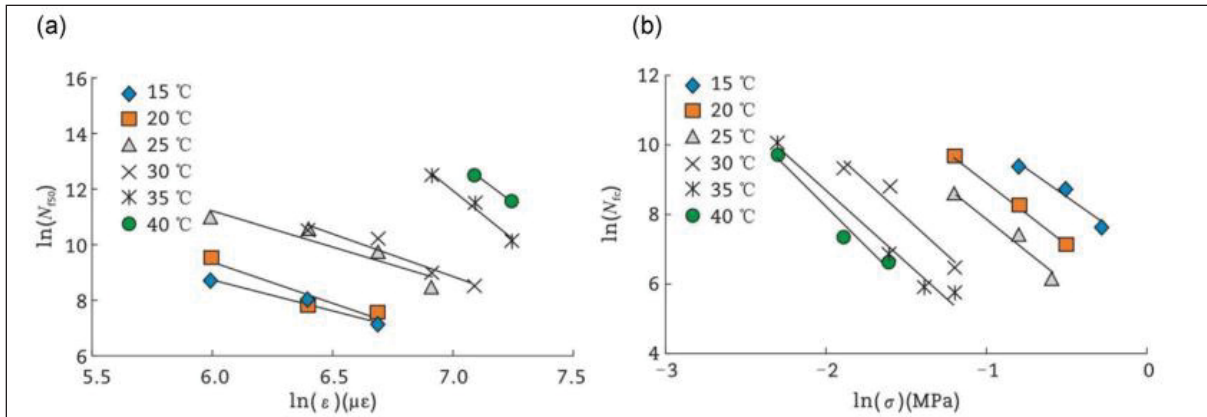 (a)
16
14
12
10
8
6
5.5 6.0 6.5 7.0 7.5
ln(Nf50)
ln(ε)(με)
15 ℃
20 ℃
25 ℃
30 ℃
35 ℃
40 ℃
(b)
12
10
8
6
4
−3 −2 −1 0
ln(Nfc)
ln(σ)(MPa)
15 ℃
20 ℃
25 ℃
30 ℃
35 ℃
40 ℃